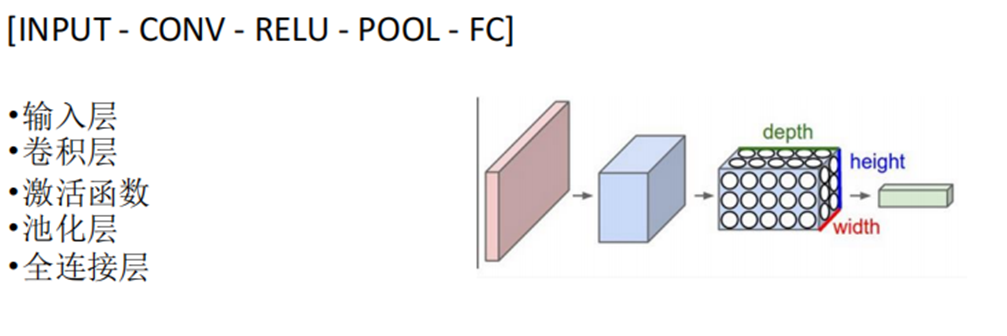 [INPUT - CONV - RELU - POOL - FC]
•输入层
•卷积层
•激活函数
•池化层
•全连接层
depth
height
width